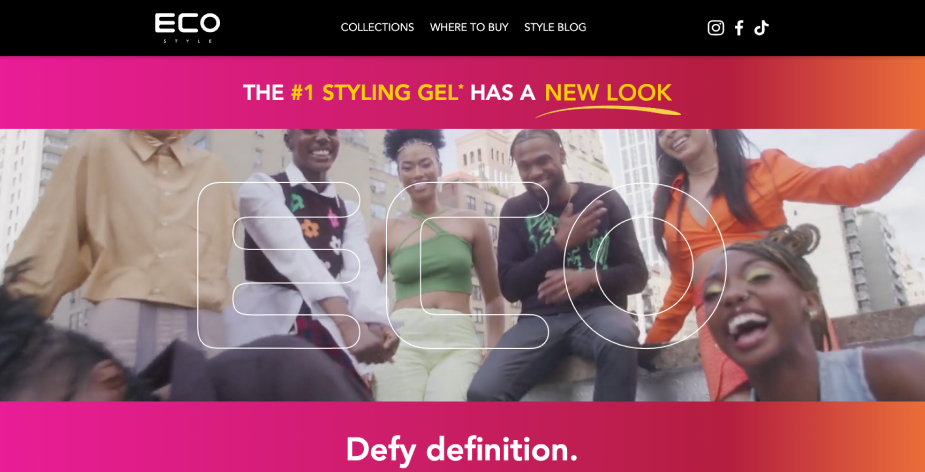 ECO
STYLE
COLLECTIONS WHERE TO BUY STYLE BLOG
THE #1 STYLING GEL* HAS A NEW LOOK
ECO
Defy definition.